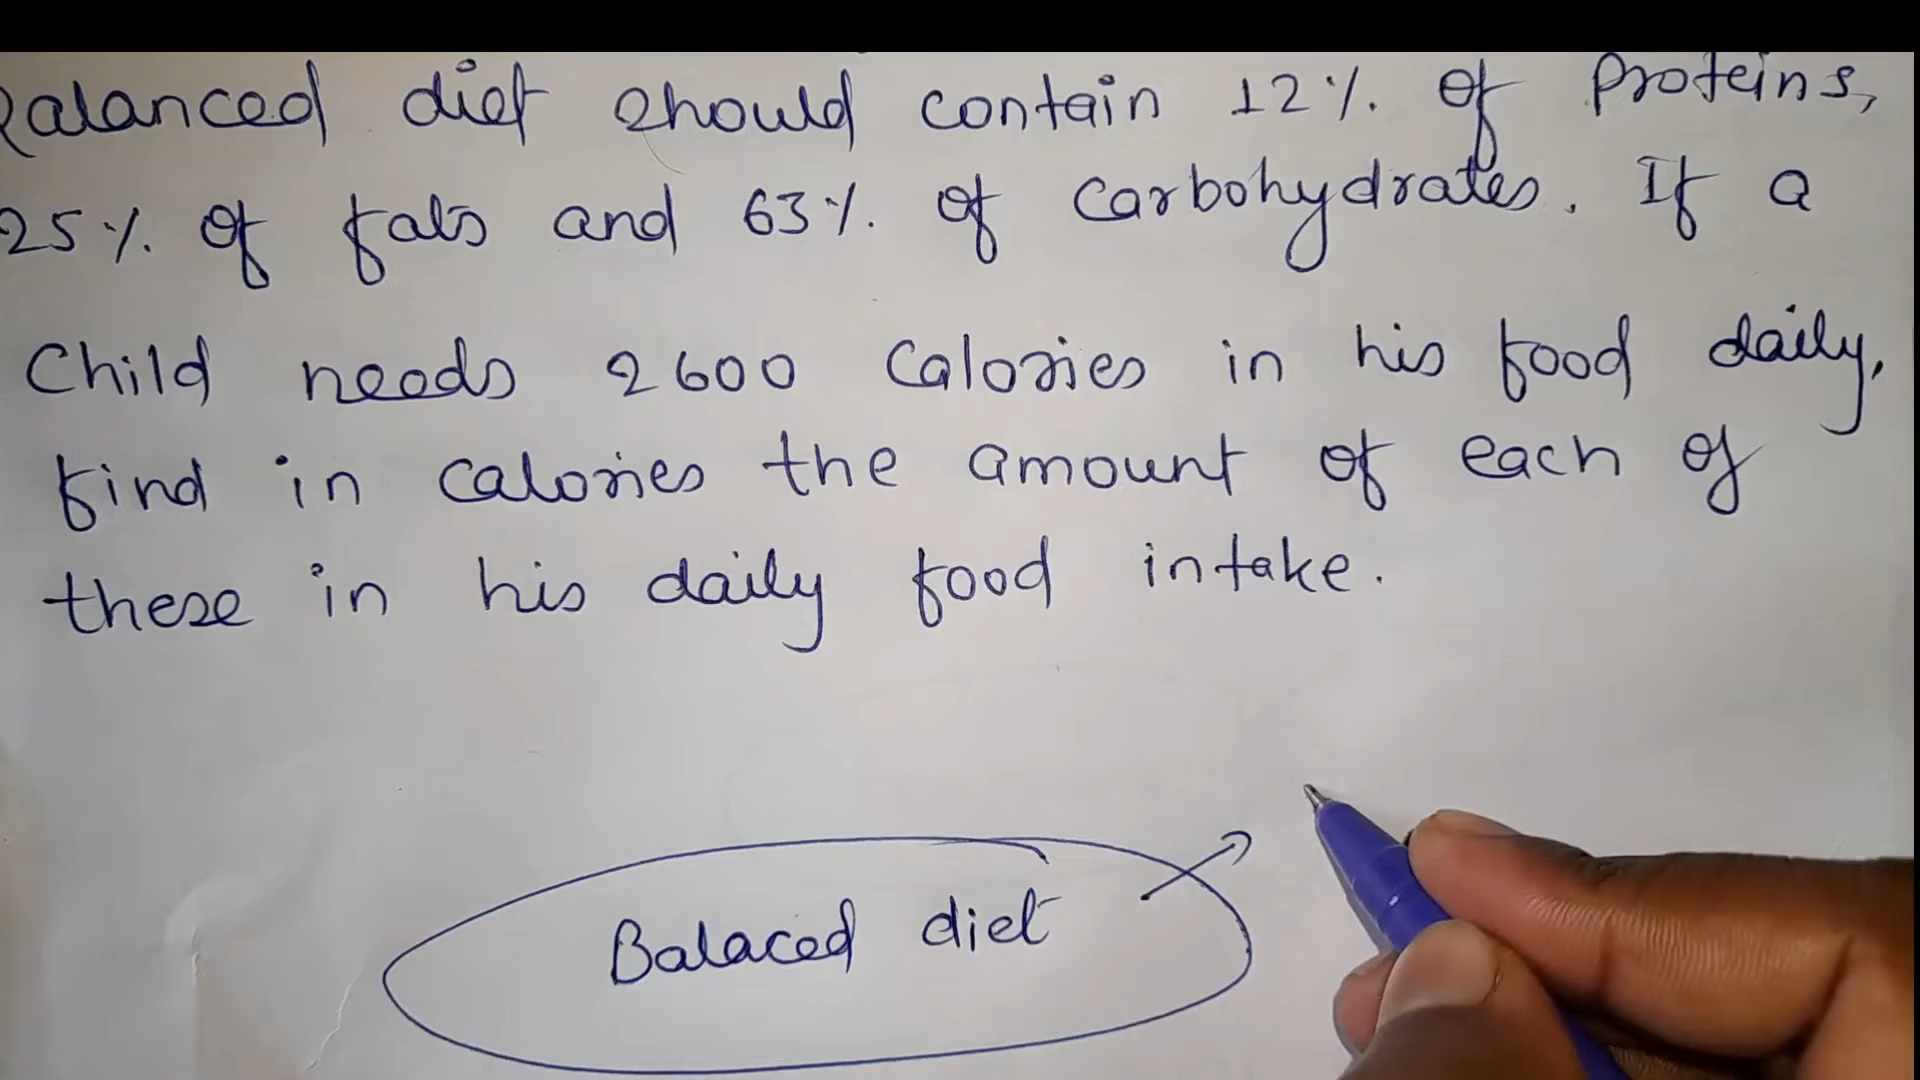 Balanced diet should contain 12%. of proteins,
25%. of fats and 63%. of carbohydrates. If a
Child needs 2600 calories in his food daily,
find in calories the amount of each of
these in his daily food intake.
Balaced diet